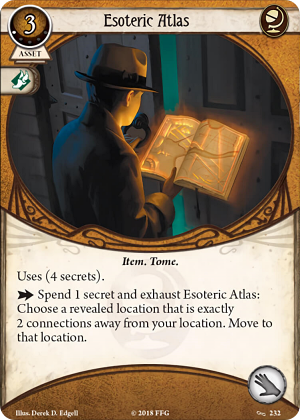 Esoteric Atlas
3
ASSET
Item. Tome.
Uses (4 secrets).
Spend 1 secret and exhaust Esoteric Atlas:
Choose a revealed location that is exactly
2 connections away from your location. Move to
that location.
Illus. Derek D. Edgell
© 2018 FFG
232